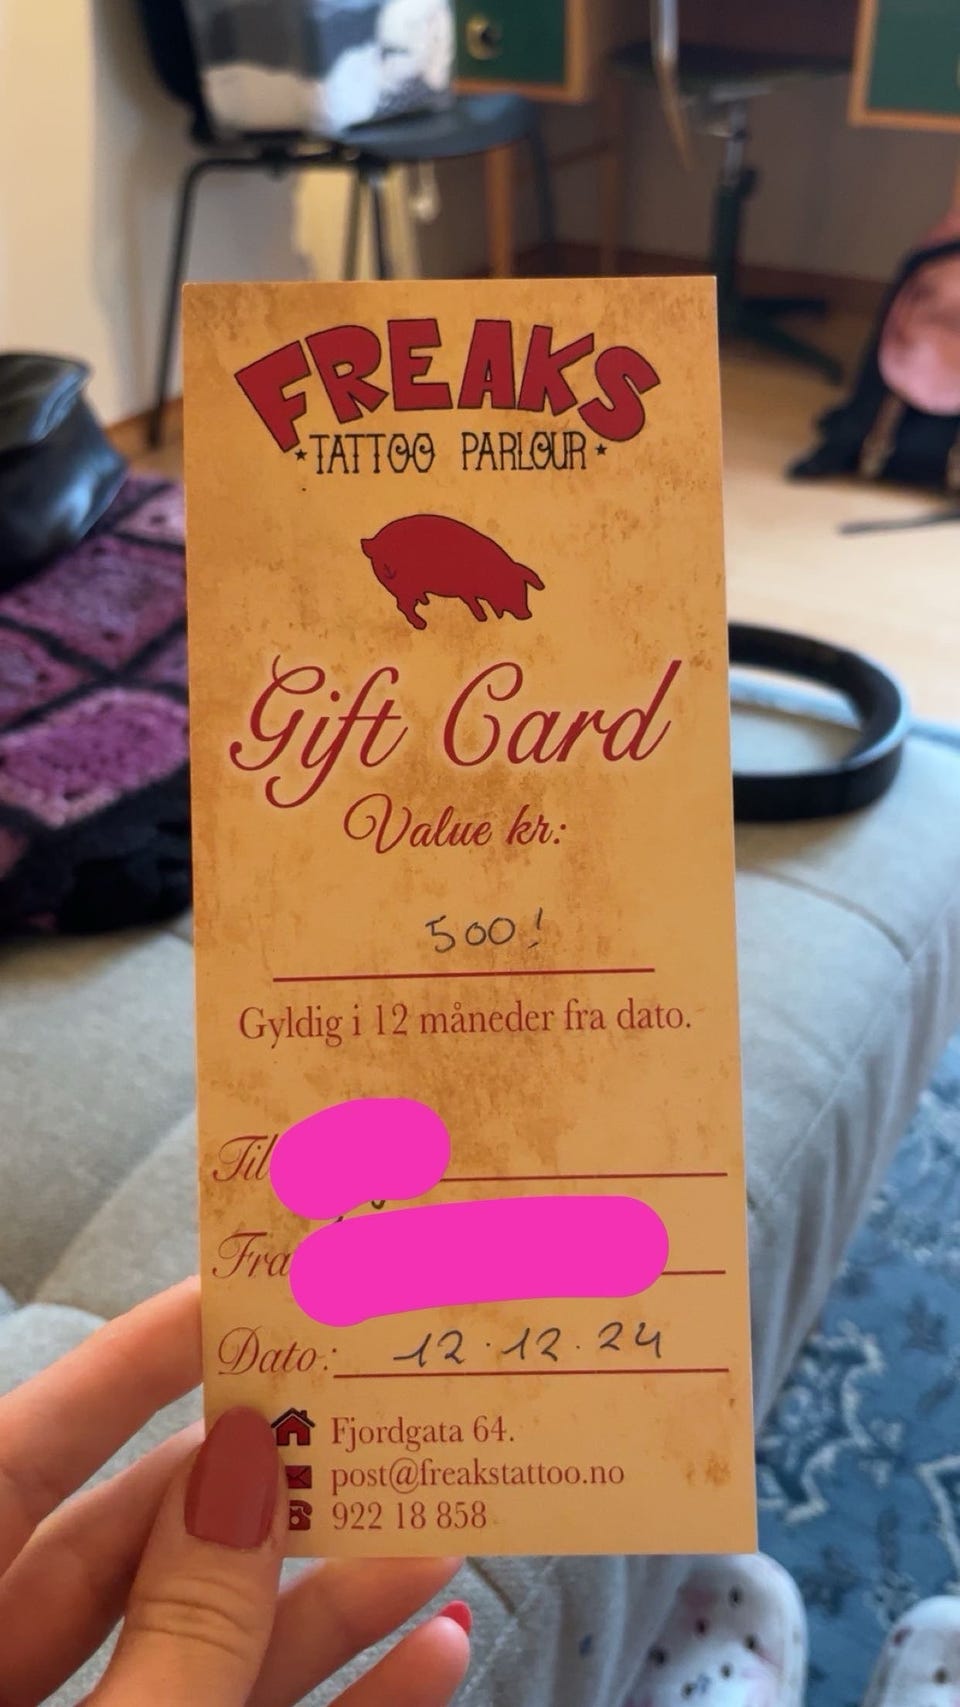 FREAKS
TATTOO PARLOUR
Gift Card
Value kr:
500!
Gyldig i 12 måneder fra dato.
Til
Fra
Dato: 12.12.24
Fjordgata 64.
post@freakstattoo.no
922 18 858